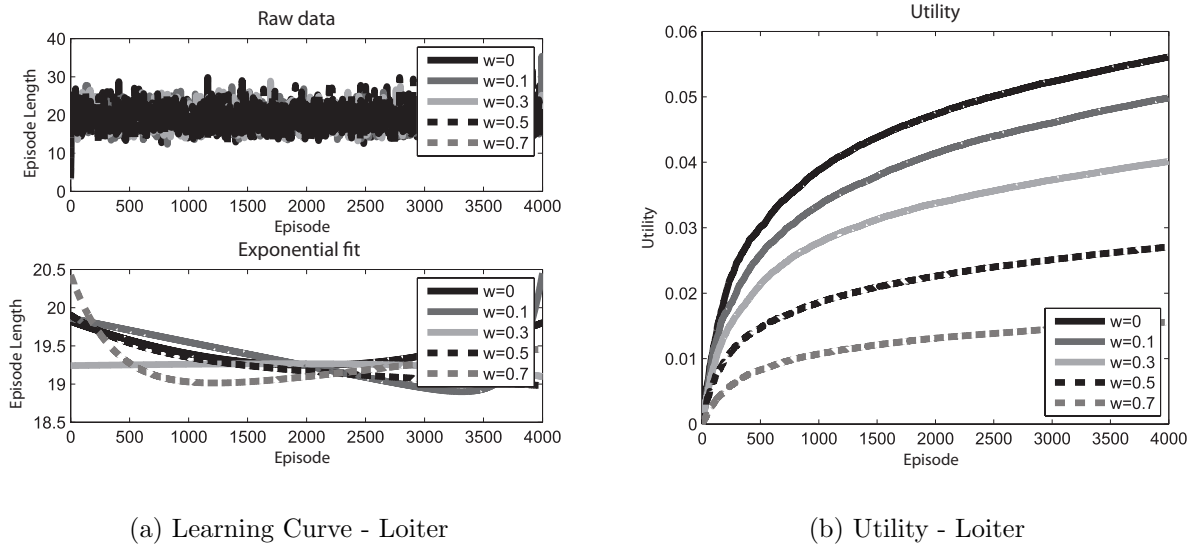 Raw data
40
30
20
10
0
Episode Length
w=0
w=0.1
w=0.3
w=0.5
w=0.7
0 500 1000 1500 2000 2500 3000 3500 4000
Episode
Exponential fit
20.5
20
19.5
19
18.5
Episode Length
w=0
w=0.1
w=0.3
w=0.5
w=0.7
0 500 1000 1500 2000 2500 3000 3500 4000
Episode
(a) Learning Curve - Loiter
Utility
0.06
0.05
0.04
0.03
0.02
0.01
0
Utility
w=0
w=0.1
w=0.3
w=0.5
w=0.7
0 500 1000 1500 2000 2500 3000 3500 4000
Episode
(b) Utility - Loiter